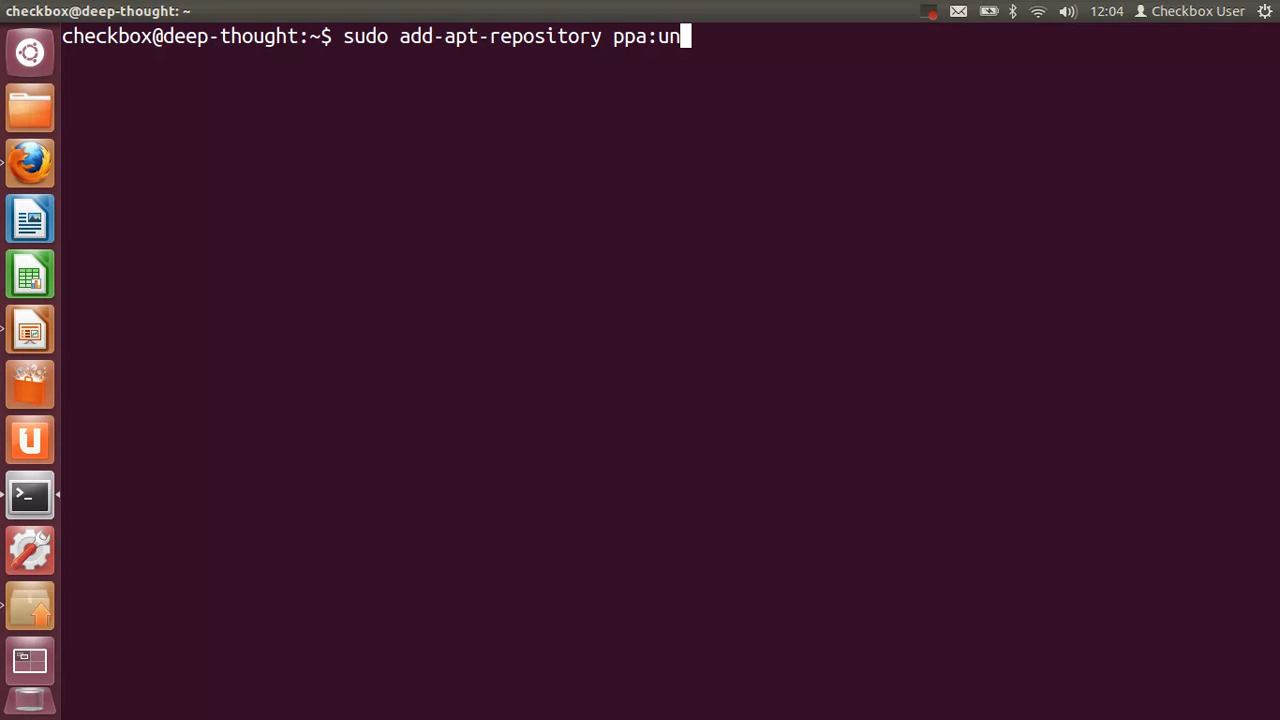 checkbox@deep-thought: ~
12:04
Checkbox User
checkbox@deep-thought:~$ sudo add-apt-repository ppa:un